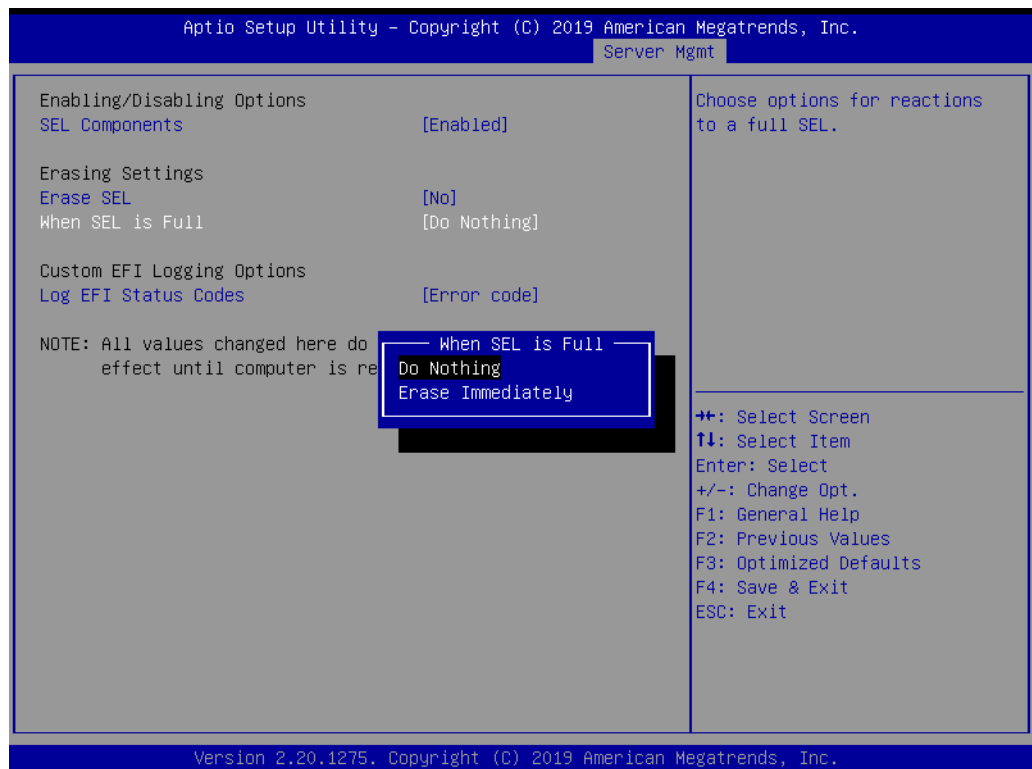 Aptio Setup Utility – Copyright (C) 2019 American Megatrends, Inc.
Server Mgmt
Enabling/Disabling Options
SEL Components [Enabled]
Erasing Settings
Erase SEL [No]
When SEL is Full [Do Nothing]
Custom EFI Logging Options
Log EFI Status Codes [Error code]
NOTE: All values changed here do
effect until computer is re
When SEL is Full
Do Nothing
Erase Immediately
Choose options for reactions
to a full SEL.
→←: Select Screen
↑↓: Select Item
Enter: Select
+/-: Change Opt.
F1: General Help
F2: Previous Values
F3: Optimized Defaults
F4: Save & Exit
ESC: Exit
Version 2.20.1275. Copyright (C) 2019 American Megatrends, Inc.